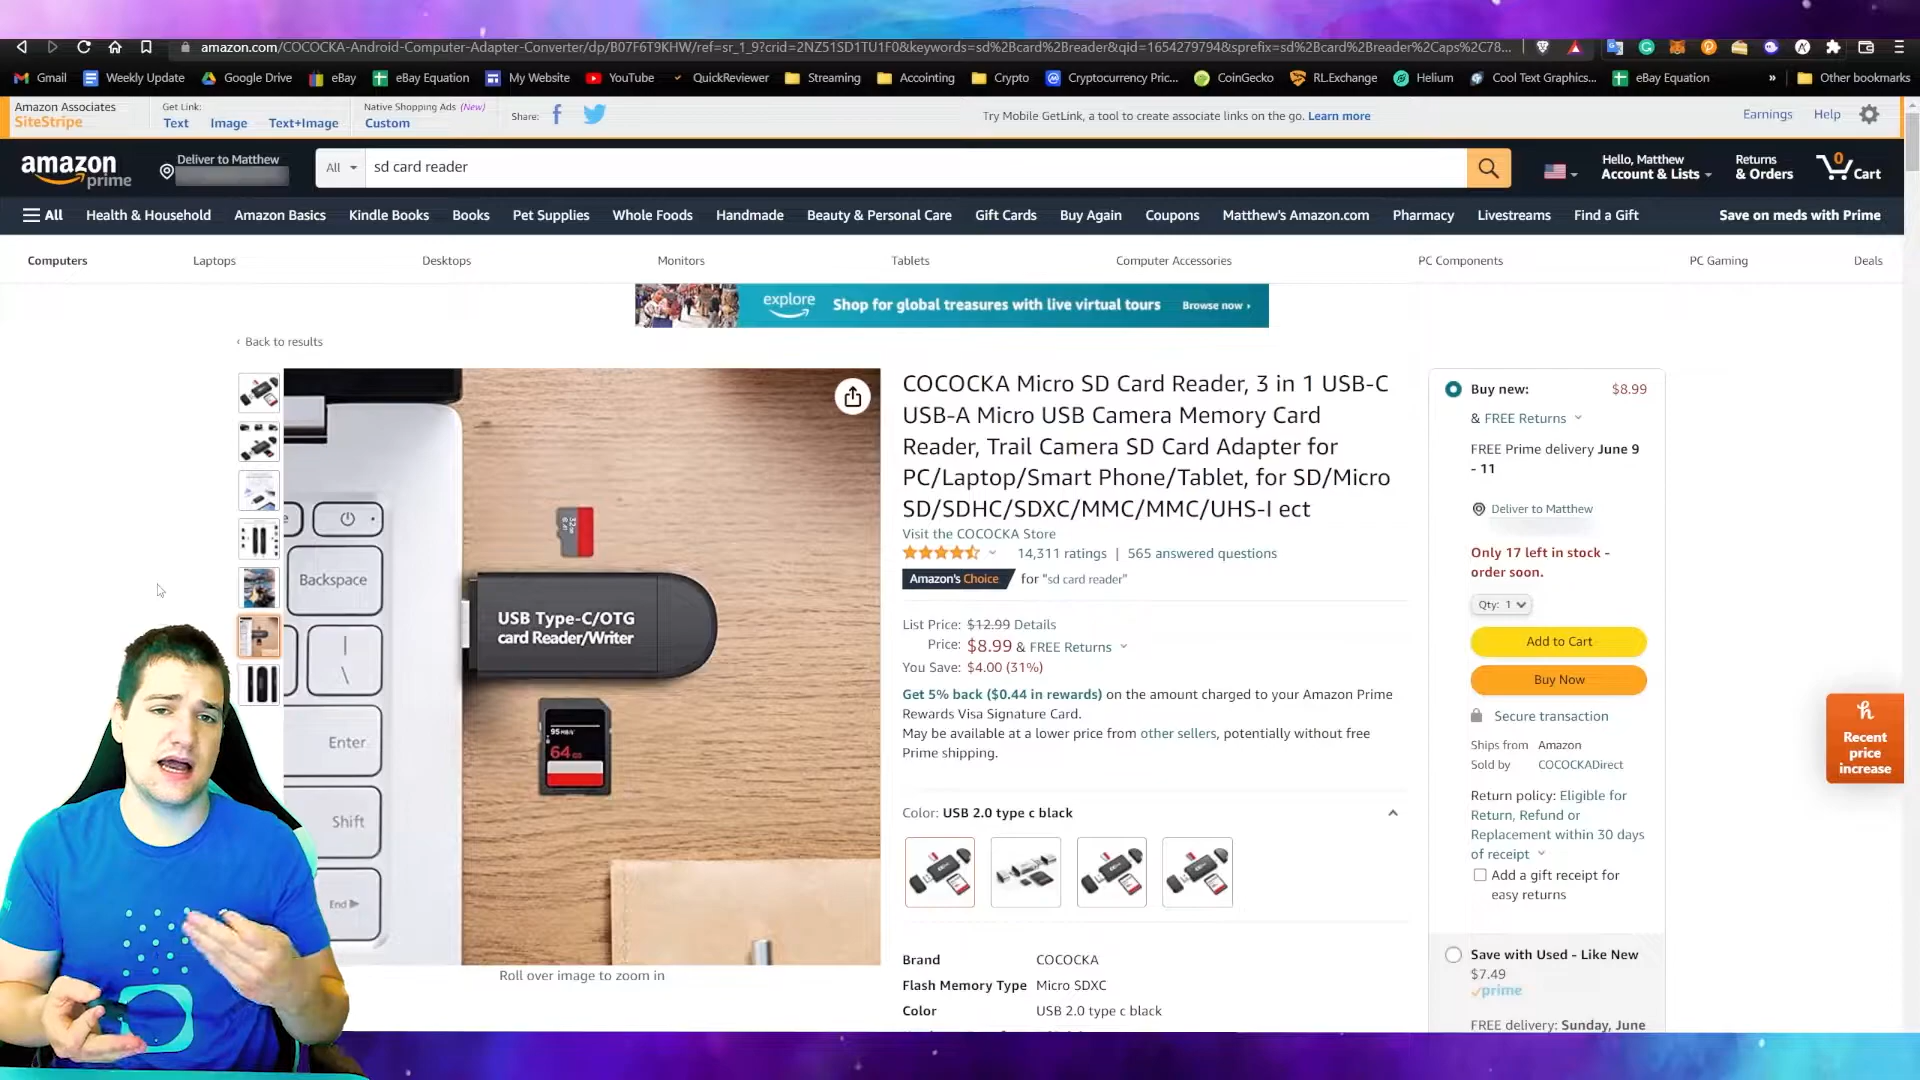 amazon.com/COCOCKA-Android-Computer-Adapter-Converter/dp/B07F6T9KHW/ref=sr_1_9?crid=2NZ51SD1TU1F0&keywords=sd%2Bcard%2Breader&qid=1654279794&sprefix=sd%2Bcard%2Breader%2Caps%2C78...
Gmail Weekly Update Google Drive eBay eBay Equation My Website YouTube QuickReviewer Streaming Accointing Crypto Cryptocurrency Pric... CoinGecko RL.Exchange Helium Cool Text Graphics... eBay Equation » Other bookmarks
Amazon Associates
SiteStripe
Get Link:
Text Image Text+Image
Native Shopping Ads (New)
Custom
Share:
Try Mobile GetLink, a tool to create associate links on the go. Learn more
Earnings Help
amazon
prime
Deliver to Matthew
All sd card reader
Hello, Matthew
Account & Lists
Returns
& Orders
0
Cart
All Health & Household Amazon Basics Kindle Books Books Pet Supplies Whole Foods Handmade Beauty & Personal Care Gift Cards Buy Again Coupons Matthew's Amazon.com Pharmacy Livestreams Find a Gift Save on meds with Prime
Computers Laptops Desktops Monitors Tablets Computer Accessories PC Components PC Gaming Deals
explore Shop for global treasures with live virtual tours Browse now ›
‹ Back to results
Backspace
|
\
Enter
Shift
End ▶
32
USB Type-C/OTG
card Reader/Writer
95 MB/s
64
Roll over image to zoom in
COCOCKA Micro SD Card Reader, 3 in 1 USB-C
USB-A Micro USB Camera Memory Card
Reader, Trail Camera SD Card Adapter for
PC/Laptop/Smart Phone/Tablet, for SD/Micro
SD/SDHC/SDXC/MMC/MMC/UHS-I ect
Visit the COCOCKA Store
14,311 ratings | 565 answered questions
Amazon's Choice for "sd card reader"
List Price: $12.99 Details
Price: $8.99 & FREE Returns
You Save: $4.00 (31%)
Get 5% back ($0.44 in rewards) on the amount charged to your Amazon Prime
Rewards Visa Signature Card.
May be available at a lower price from other sellers, potentially without free
Prime shipping.
Color: USB 2.0 type c black
Brand COCOCKA
Flash Memory Type Micro SDXC
Color USB 2.0 type c black
Buy new: $8.99
& FREE Returns
FREE Prime delivery June 9
- 11
Deliver to Matthew
Only 17 left in stock -
order soon.
Qty: 1
Add to Cart
Buy Now
Secure transaction
Ships from Amazon
Sold by COCOCKADirect
Return policy: Eligible for
Return, Refund or
Replacement within 30 days
of receipt
Add a gift receipt for
easy returns
Save with Used - Like New
$7.49
prime
FREE delivery: Sunday, June
h
Recent
price
increase